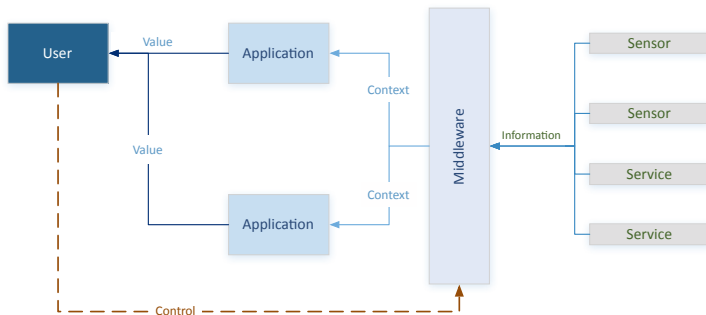 User
Value
Application
Context
Middleware
Information
Sensor
Sensor
Value
Context
Service
Application
Service
Control